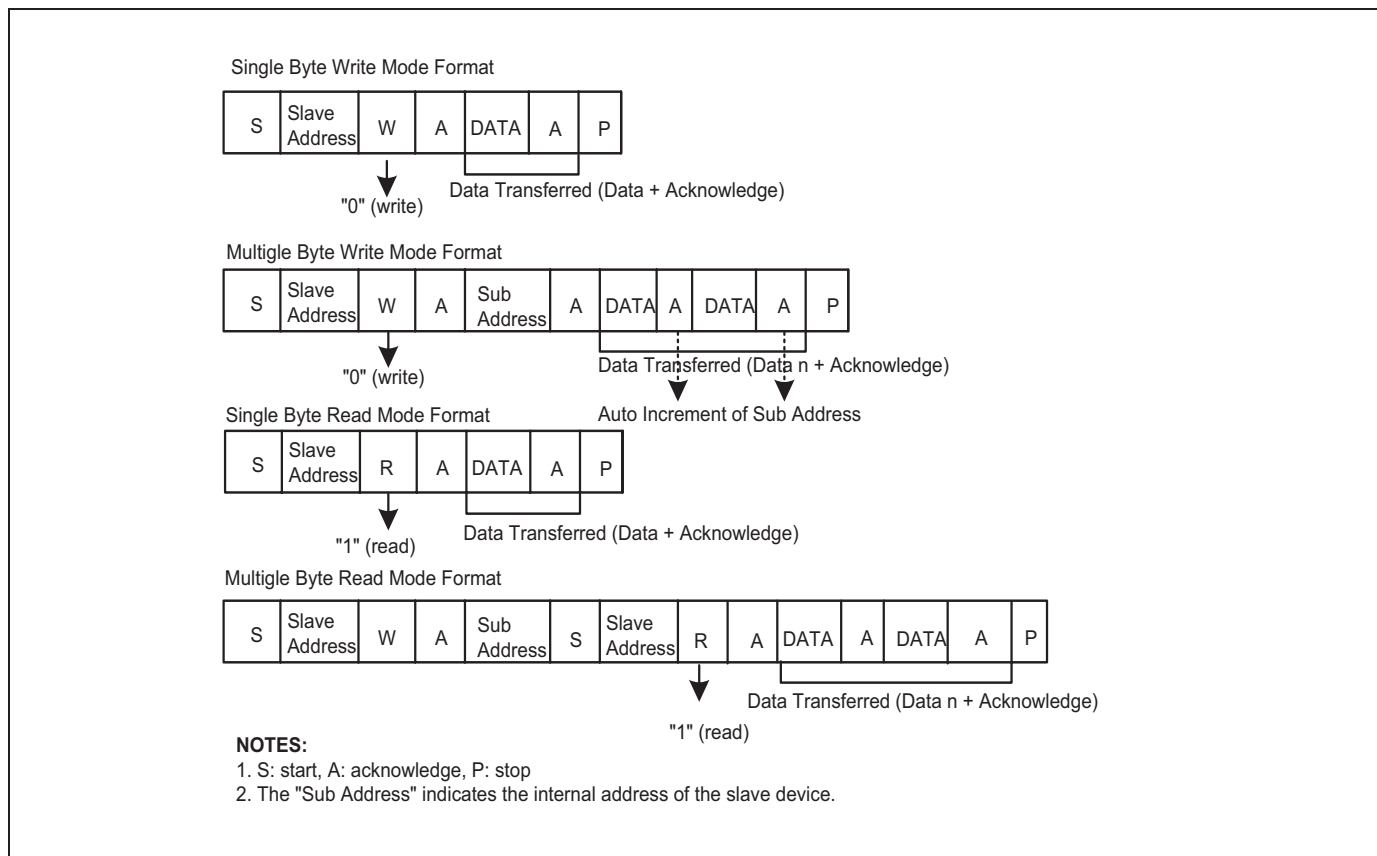 Single Byte Write Mode Format
S Slave Address W A DATA A P
Data Transferred (Data + Acknowledge)
"0" (write)
Multigle Byte Write Mode Format
S Slave Address W A Sub Address A DATA A DATA A P
Data Transferred (Data n + Acknowledge)
"0" (write)
Auto Increment of Sub Address
Single Byte Read Mode Format
S Slave Address R A DATA A P
Data Transferred (Data + Acknowledge)
"1" (read)
Multigle Byte Read Mode Format
S Slave Address W A Sub Address S Slave Address R A DATA A DATA A P
Data Transferred (Data n + Acknowledge)
"1" (read)
NOTES:
1. S: start, A: acknowledge, P: stop
2. The "Sub Address" indicates the internal address of the slave device.